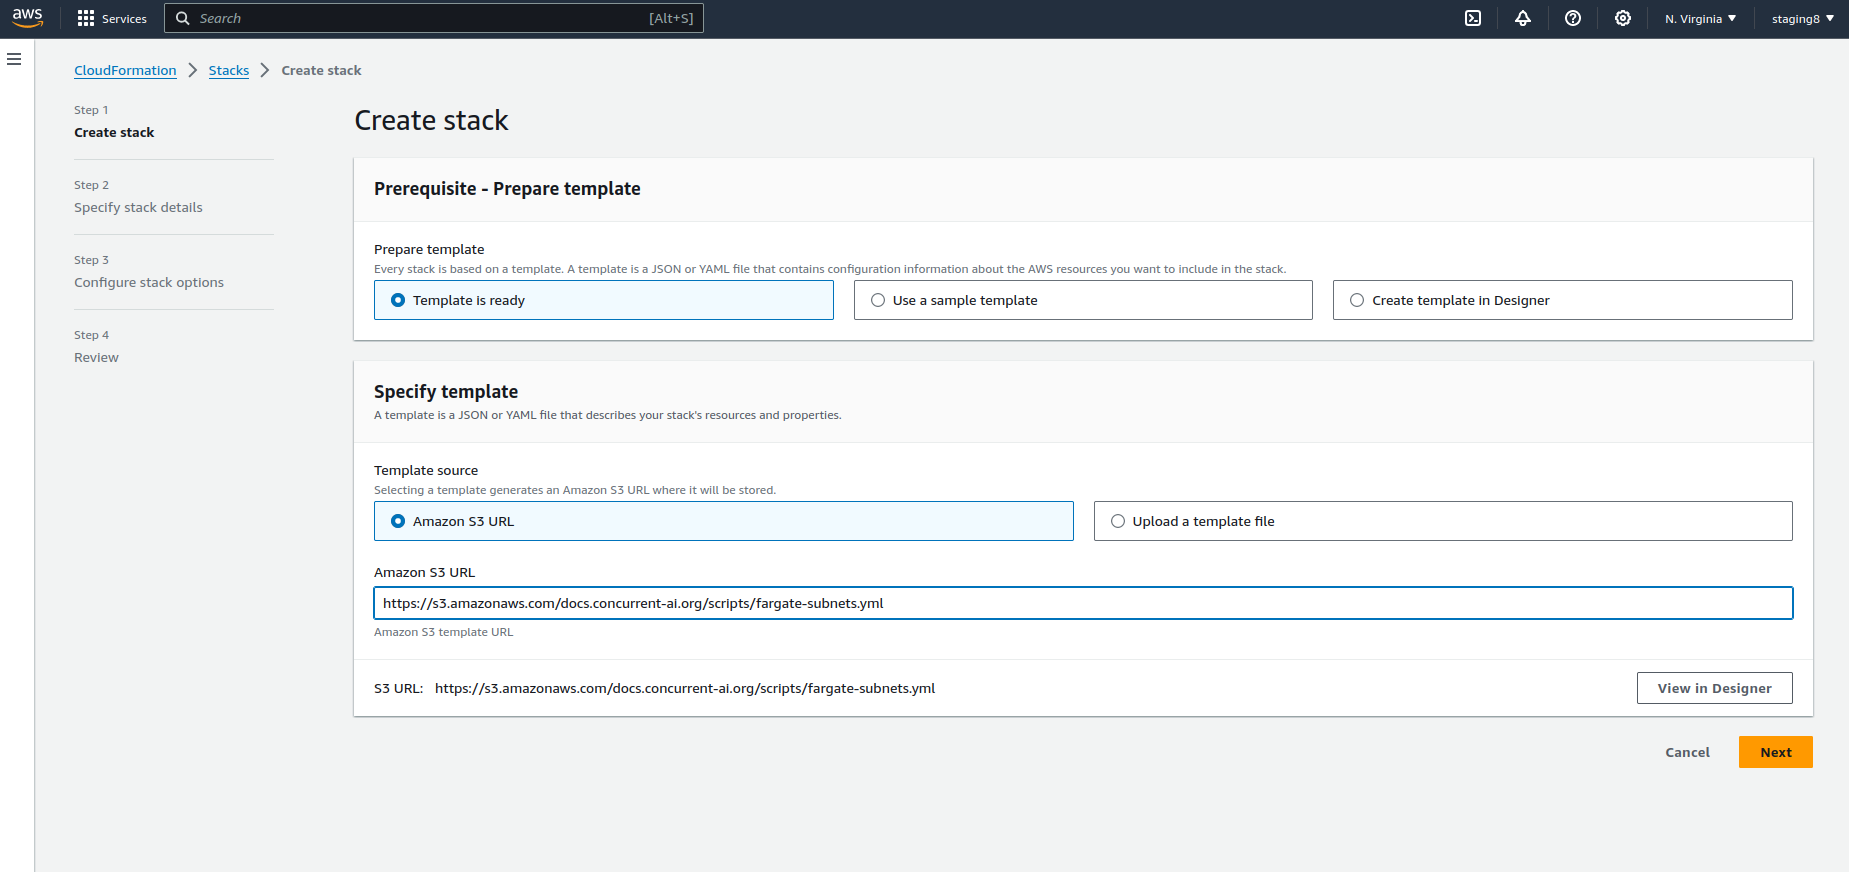 aws
Services
Search
[Alt+S]
N. Virginia
staging8
CloudFormation
Stacks
Create stack
Step 1
Create stack
Step 2
Specify stack details
Step 3
Configure stack options
Step 4
Review
Create stack
Prerequisite - Prepare template
Prepare template
Every stack is based on a template. A template is a JSON or YAML file that contains configuration information about the AWS resources you want to include in the stack.
Template is ready
Use a sample template
Create template in Designer
Specify template
A template is a JSON or YAML file that describes your stack's resources and properties.
Template source
Selecting a template generates an Amazon S3 URL where it will be stored.
Amazon S3 URL
Upload a template file
Amazon S3 URL
https://s3.amazonaws.com/docs.concurrent-ai.org/scripts/fargate-subnets.yml
Amazon S3 template URL
S3 URL: https://s3.amazonaws.com/docs.concurrent-ai.org/scripts/fargate-subnets.yml
View in Designer
Cancel
Next